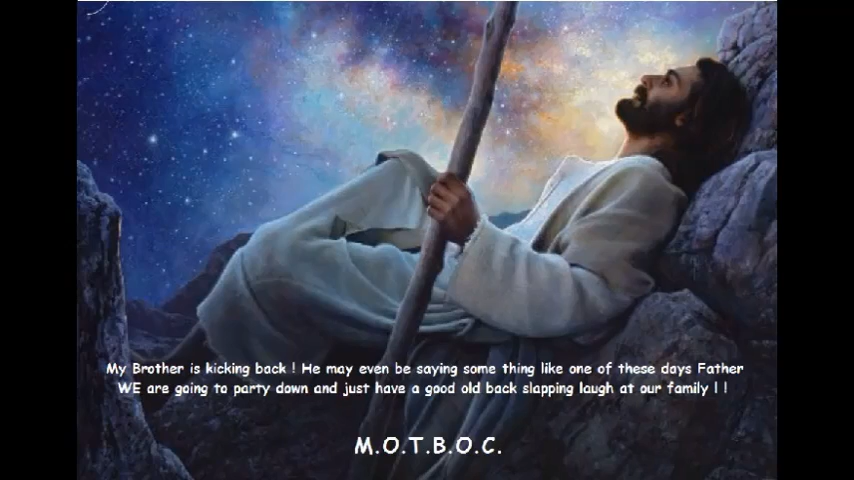 My Brother is kicking back ! He may even be saying some thing like one of these days Father
WE are going to party down and just have a good old back slapping laugh at our family ! !
M.O.T.B.O.C.